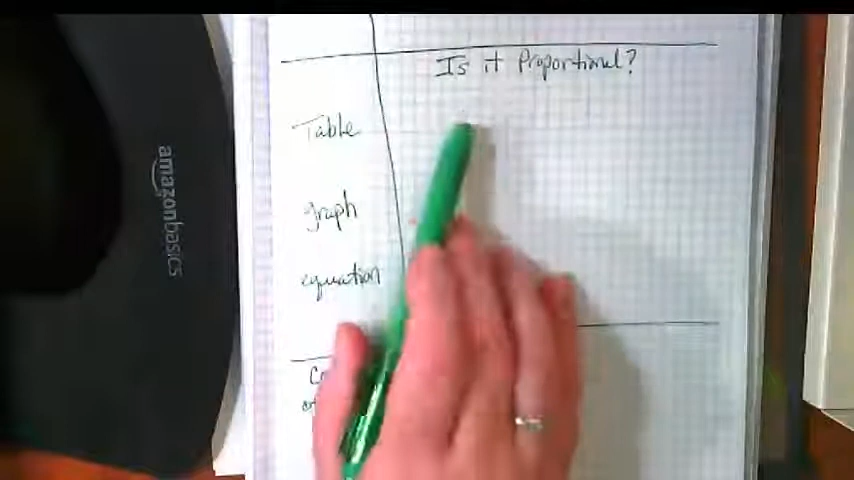 Is it Proportional?
Table
graph
equation
amazonbasics